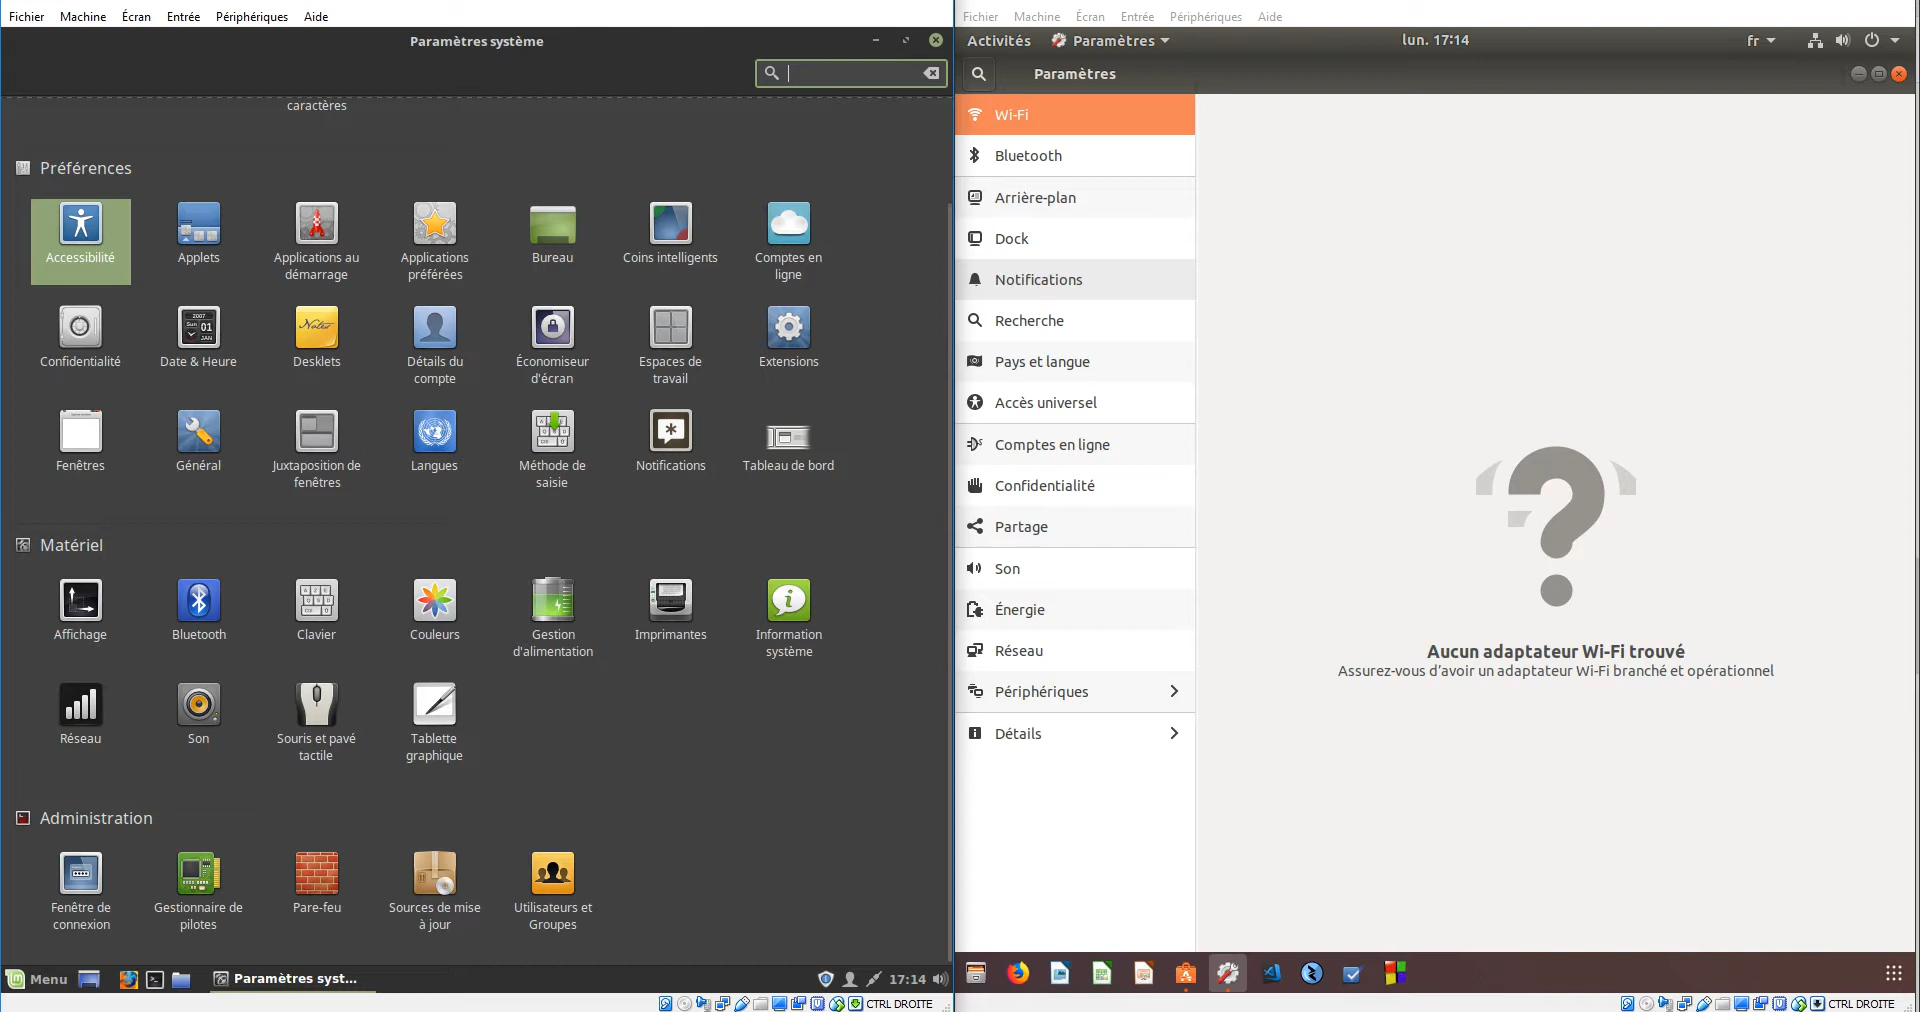 Fichier Machine Écran Entrée Périphériques Aide
Paramètres système
caractères
Préférences
Accessibilité
Applets
Applications au
démarrage
Applications
préférées
Bureau
Coins intelligents
Comptes en
ligne
Confidentialité
Date & Heure
Desklets
Détails du
compte
Économiseur
d'écran
Espaces de
travail
Extensions
Fenêtres
Général
Juxtaposition de
fenêtres
Langues
Méthode de
saisie
Notifications
Tableau de bord
Matériel
Affichage
Bluetooth
Clavier
Couleurs
Gestion
d'alimentation
Imprimantes
Information
système
Réseau
Son
Souris et pavé
tactile
Tablette
graphique
Administration
Fenêtre de
connexion
Gestionnaire de
pilotes
Pare-feu
Sources de mise
à jour
Utilisateurs et
Groupes
Menu
Paramètres syst...
17:14
CTRL DROITE
Fichier Machine Écran Entrée Périphériques Aide
Activités Paramètres lun. 17:14 fr
Paramètres
Wi-Fi
Bluetooth
Arrière-plan
Dock
Notifications
Recherche
Pays et langue
Accès universel
Comptes en ligne
Confidentialité
Partage
Son
Énergie
Réseau
Périphériques
Détails
Aucun adaptateur Wi-Fi trouvé
Assurez-vous d’avoir un adaptateur Wi-Fi branché et opérationnel
CTRL DROITE